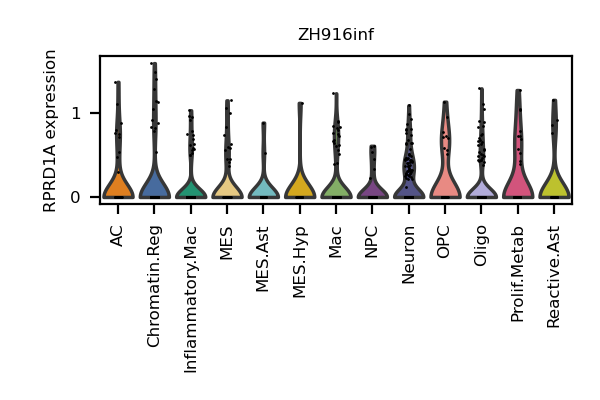 ZH916inf
RPRD1A expression
1
0
AC
Chromatin.Reg
Inflammatory.Mac
MES
MES.Ast
MES.Hyp
Mac
NPC
Neuron
OPC
Oligo
Prolif.Metab
Reactive.Ast